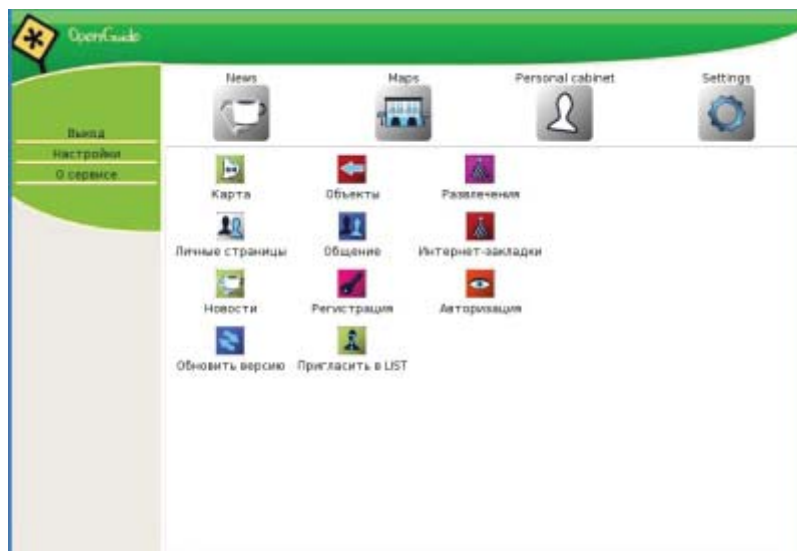 OpenGuide
News Maps Personal cabinet Settings
Выход
Настройки
О сервисе
Карта Объекты Развлечения
Личные страницы Общение Интернет-закладки
Новости Регистрация Авторизация
Обновить версию Пригласить в LIST